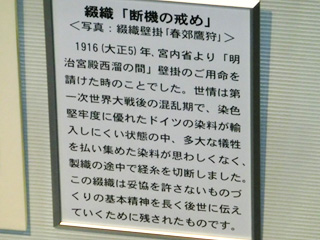 綴織「断機の戒め」
＜写真：綴織壁掛「春郊鷹狩」＞
1916（大正5）年、宮内省より「明
治宮殿西溜の間」壁掛のご用命を
請けた時のことでした。世情は第
一次世界大戦後の混乱期で、染色
堅牢度に優れたドイツの染料が輸
入しにくい状態の中、多大な犠牲
を払い集めた染料が思わしくなく、
製織の途中で経糸を切断しました。
この綴織は妥協を許さないものづ
くりの基本精神を長く後世に伝え
ていくために残されたものです。